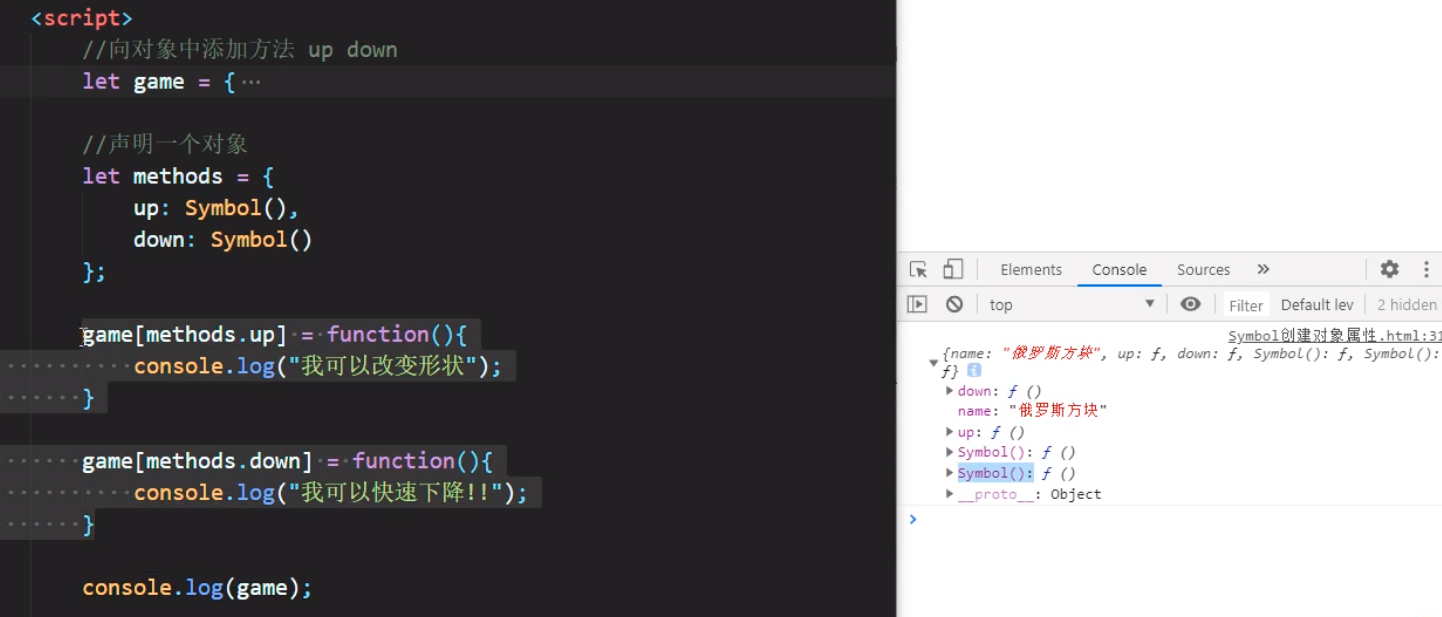 <script>
//向对象中添加方法 up down
let game = {…
//声明一个对象
let methods = {
up: Symbol(),
down: Symbol()
};
game[methods.up] = function(){
console.log("我可以改变形状");
}
game[methods.down] = function(){
console.log("我可以快速下降!!");
}
console.log(game);
Elements Console Sources »
top ▼ Filter Default lev 2 hidden
Symbol创建对象属性.html:31
{name: "俄罗斯方块", up: ƒ, down: ƒ, Symbol(): ƒ, Symbol():
ƒ} i
down: ƒ ()
name: "俄罗斯方块"
up: ƒ ()
Symbol(): ƒ ()
Symbol(): ƒ ()
__proto__: Object
>